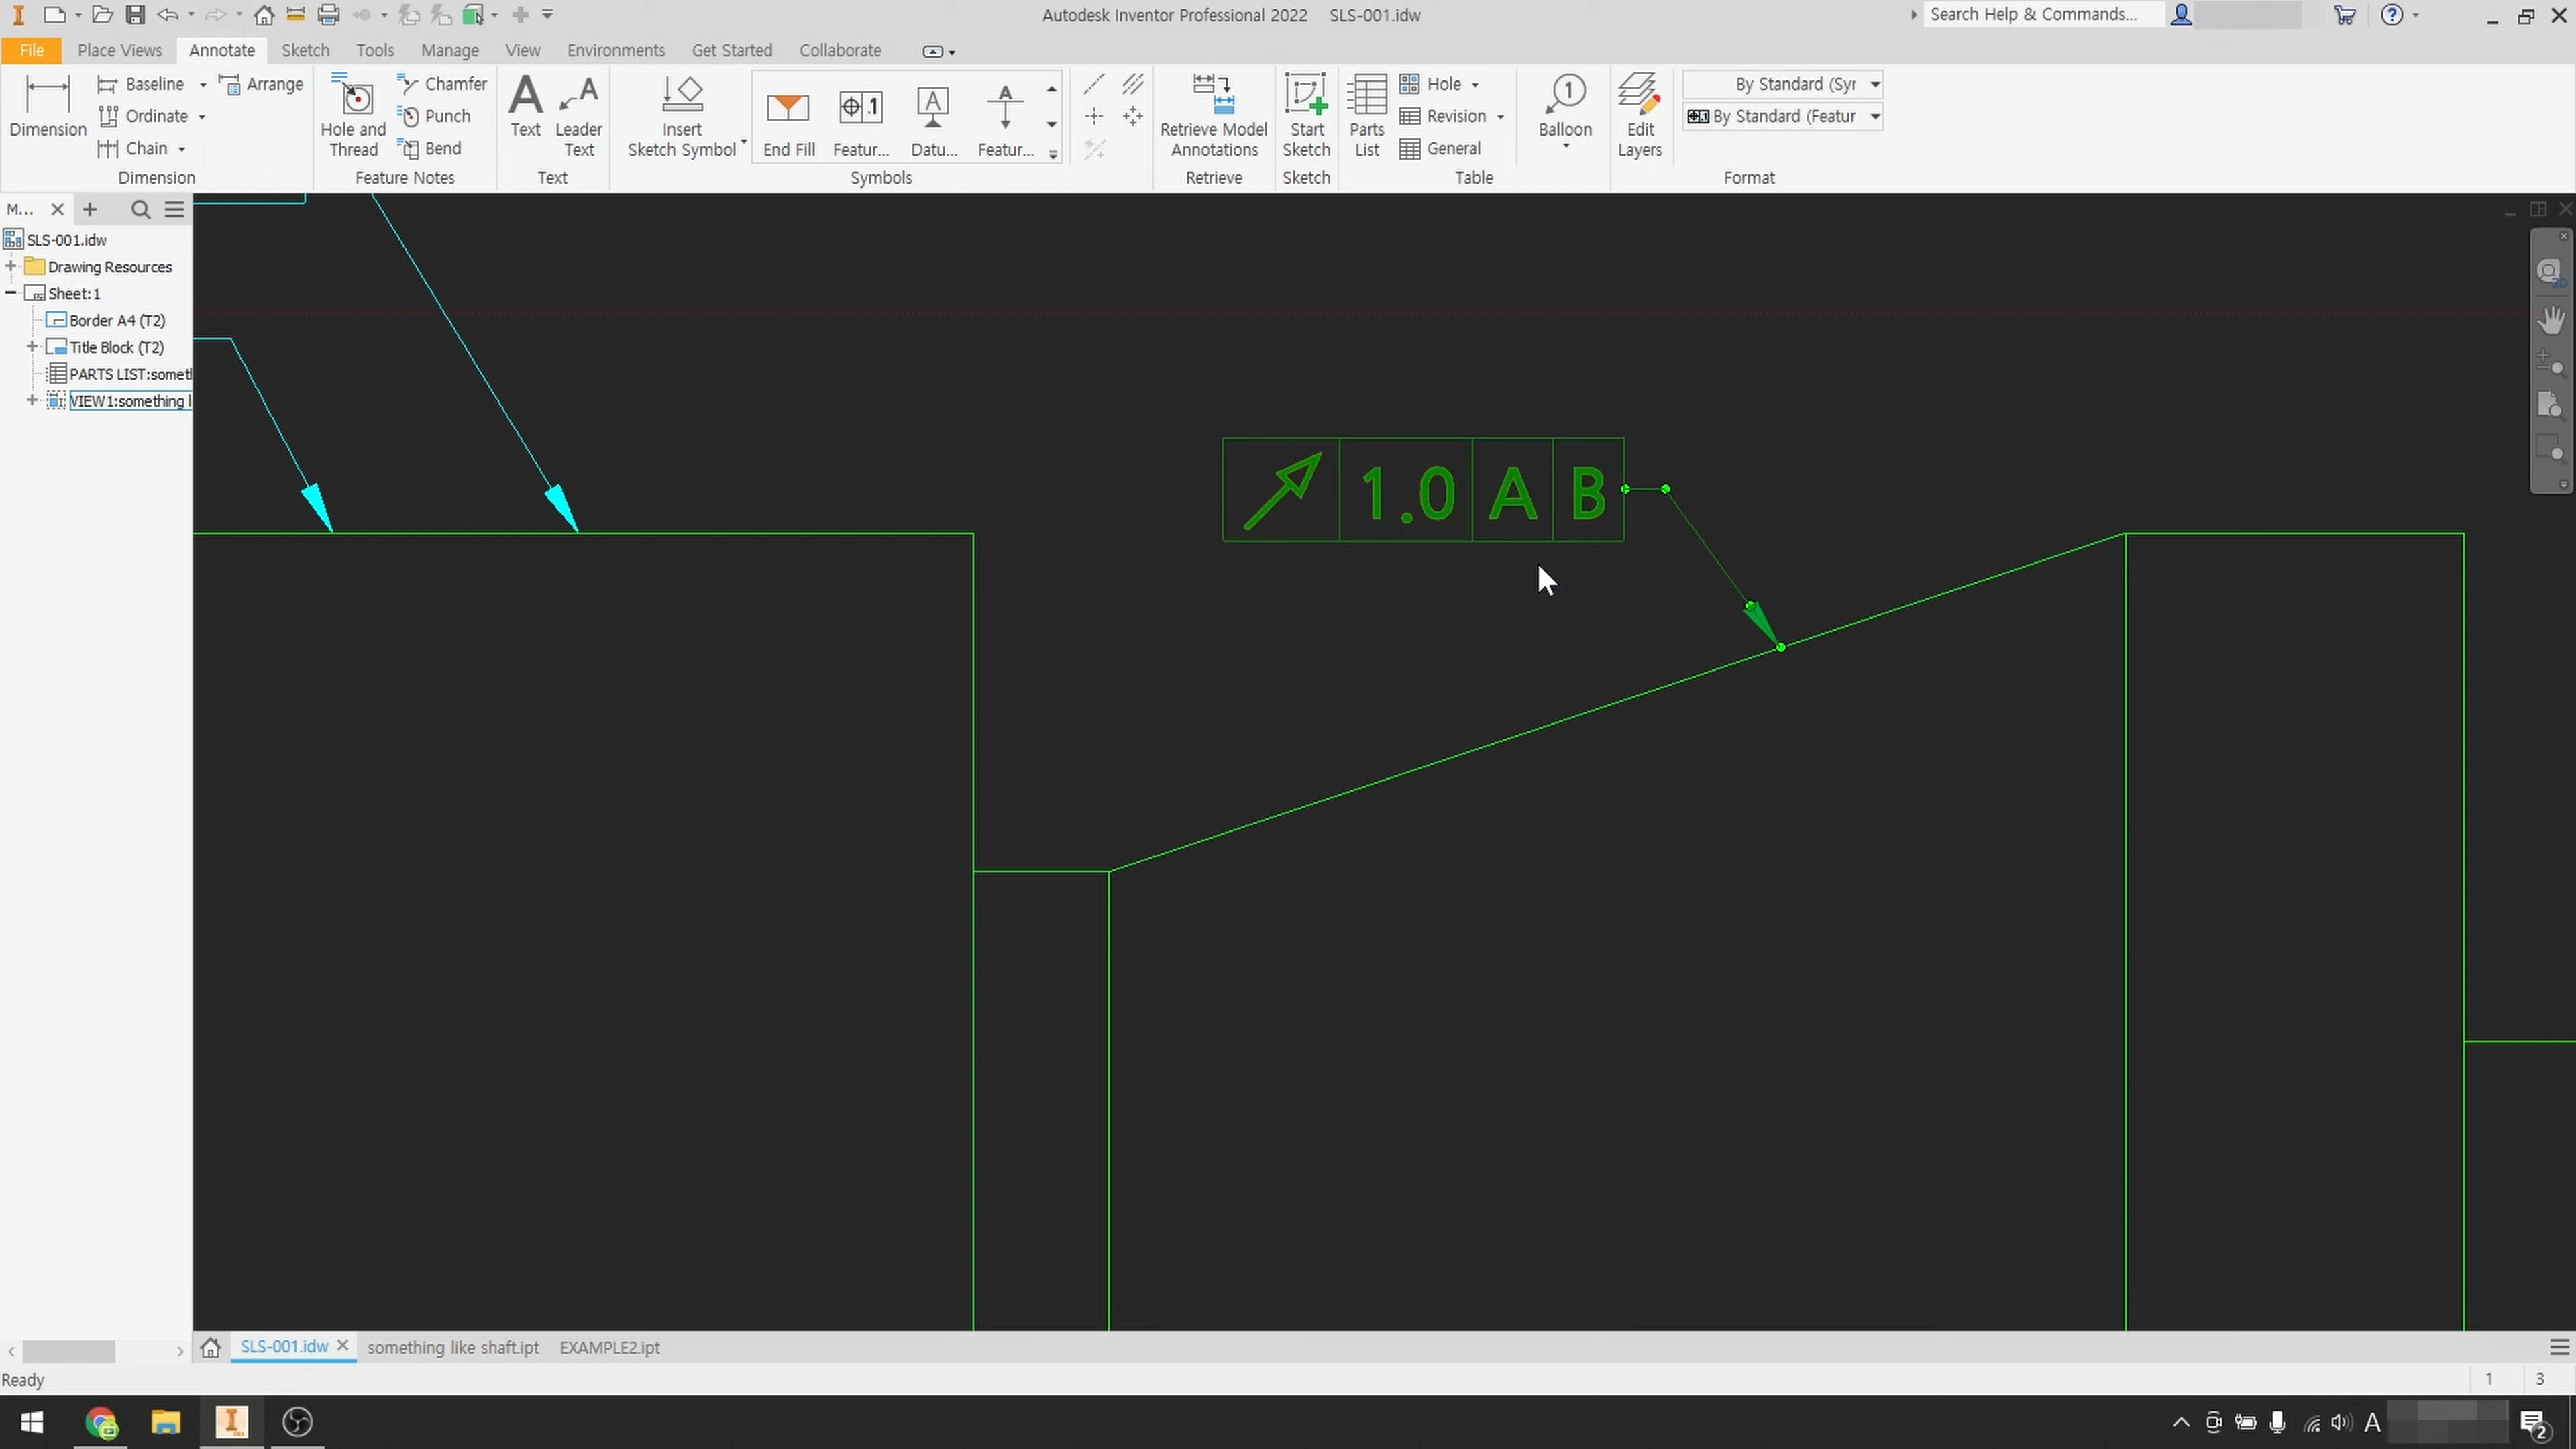 Autodesk Inventor Professional 2022 SLS-001.idw
Search Help & Commands...
File Place Views Annotate Sketch Tools Manage View Environments Get Started Collaborate
Dimension
Baseline
Arrange
Ordinate
Chain
Dimension
Hole and
Thread
Chamfer
Punch
Bend
Feature Notes
Text
Leader
Text
Text
Insert
Sketch Symbol
End Fill
Featur...
Datu...
Featur...
Symbols
Retrieve Model
Annotations
Retrieve
Start
Sketch
Sketch
Parts
List
Hole
Revision
General
Table
Balloon
Edit
Layers
By Standard (Syr
By Standard (Featur
Format
M...
SLS-001.idw
Drawing Resources
Sheet:1
Border A4 (T2)
Title Block (T2)
PARTS LIST:somet
VIEW1:something l
1.0 A B
SLS-001.idw something like shaft.ipt EXAMPLE2.ipt
Ready
1 3
A
2